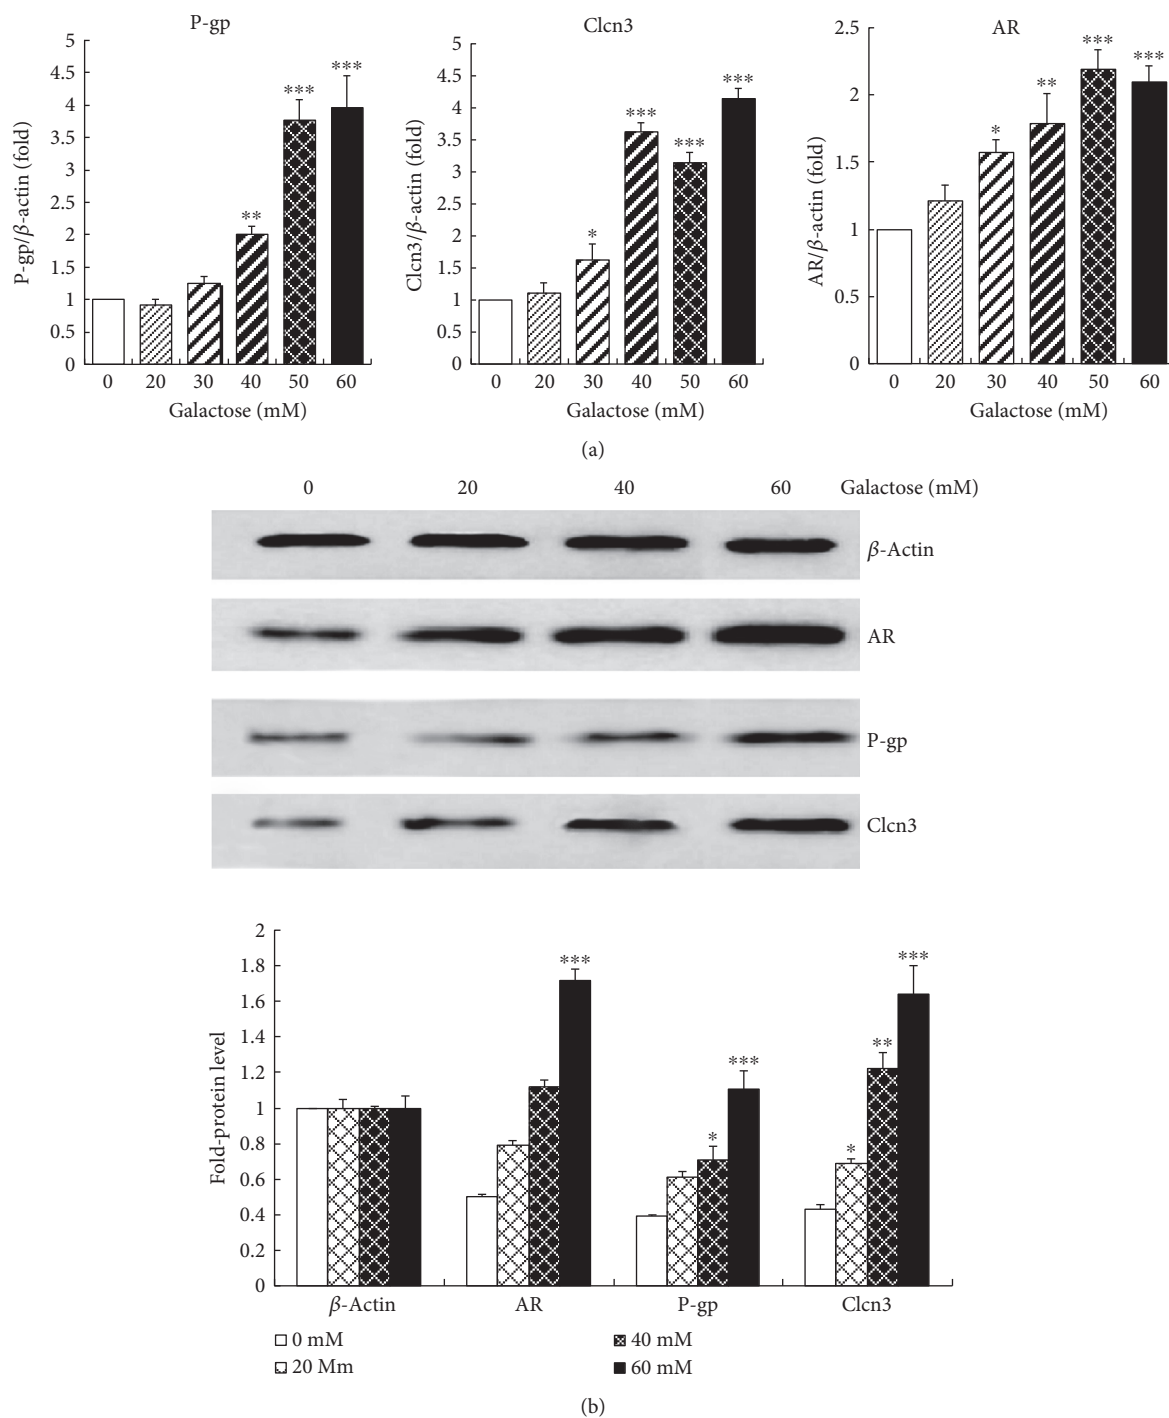 P-gp
P-gp/β-actin (fold)
5
4.5
4
3.5
3
2.5
2
1.5
1
0.5
0
**
***
***
0 20 30 40 50 60
Galactose (mM)
Clcn3
Clcn3/β-actin (fold)
5
4.5
4
3.5
3
2.5
2
1.5
1
0.5
0
*
***
***
***
0 20 30 40 50 60
Galactose (mM)
AR
AR/β-actin (fold)
2.5
2
1.5
1
0.5
0
*
**
***
***
0 20 30 40 50 60
Galactose (mM)
(a)
0 20 40 60 Galactose (mM)
β-Actin
AR
P-gp
Clcn3
Fold-protein level
2
1.8
1.6
1.4
1.2
1
0.8
0.6
0.4
0.2
0
***
*
***
*
**
***
β-Actin AR P-gp Clcn3
0 mM 40 mM
20 Mm 60 mM
(b)